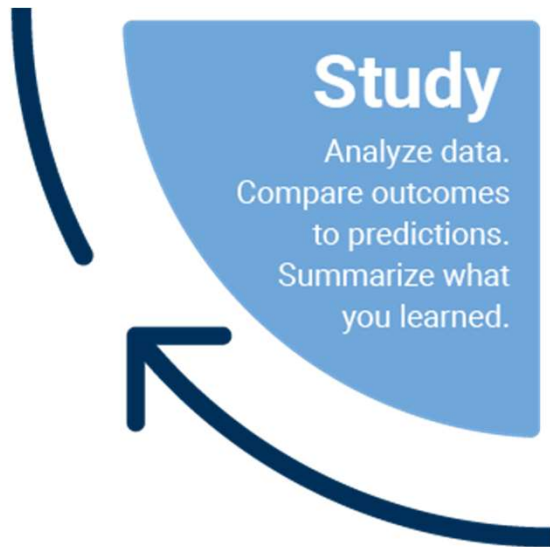 Study
Analyze data.
Compare outcomes
to predictions.
Summarize what
you learned.